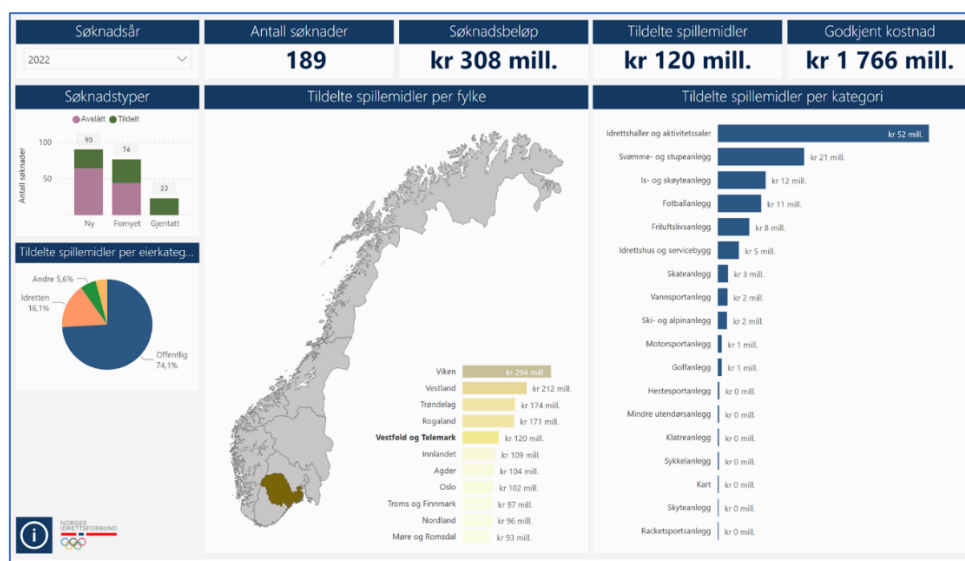 Søknadsår
Antall søknader
Søknadsbeløp
Tildelte spillemidler
Godkjent kostnad
2022
189
kr 308 mill.
kr 120 mill.
kr 1 766 mill.
Søknadstyper
Avslått Tildelt
Antall søknader
100
50
90
76
23
Ny
Fornyet
Gjentatt
Tildelte spillemidler per eierkateg...
Andre 5,6%
Idretten
16,1%
Offentlig
74,1%
NORGES
IDRETTSFORBUND
Tildelte spillemidler per fylke
Viken kr 294 mill.
Vestland kr 212 mill.
Trøndelag kr 174 mill.
Rogaland kr 171 mill.
Vestfold og Telemark kr 120 mill.
Innlandet kr 109 mill.
Agder kr 104 mill.
Oslo kr 102 mill.
Troms og Finnmark kr 97 mill.
Nordland kr 96 mill.
Møre og Romsdal kr 93 mill.
Tildelte spillemidler per kategori
Idrettshaller og aktivitetssaler kr 52 mill.
Svømme- og stupeanlegg kr 21 mill.
Is- og skøyteanlegg kr 12 mill.
Fotballanlegg kr 11 mill.
Friluftslivsanlegg kr 8 mill.
Idrettshus og servicebygg kr 5 mill.
Skateanlegg kr 3 mill.
Vannsportanlegg kr 2 mill.
Ski- og alpinanlegg kr 2 mill.
Motorsportanlegg kr 1 mill.
Golfanlegg kr 1 mill.
Hestesportanlegg kr 0 mill.
Mindre utendørsanlegg kr 0 mill.
Klatreanlegg kr 0 mill.
Sykkelanlegg kr 0 mill.
Kart kr 0 mill.
Skyteanlegg kr 0 mill.
Racketsportsanlegg kr 0 mill.